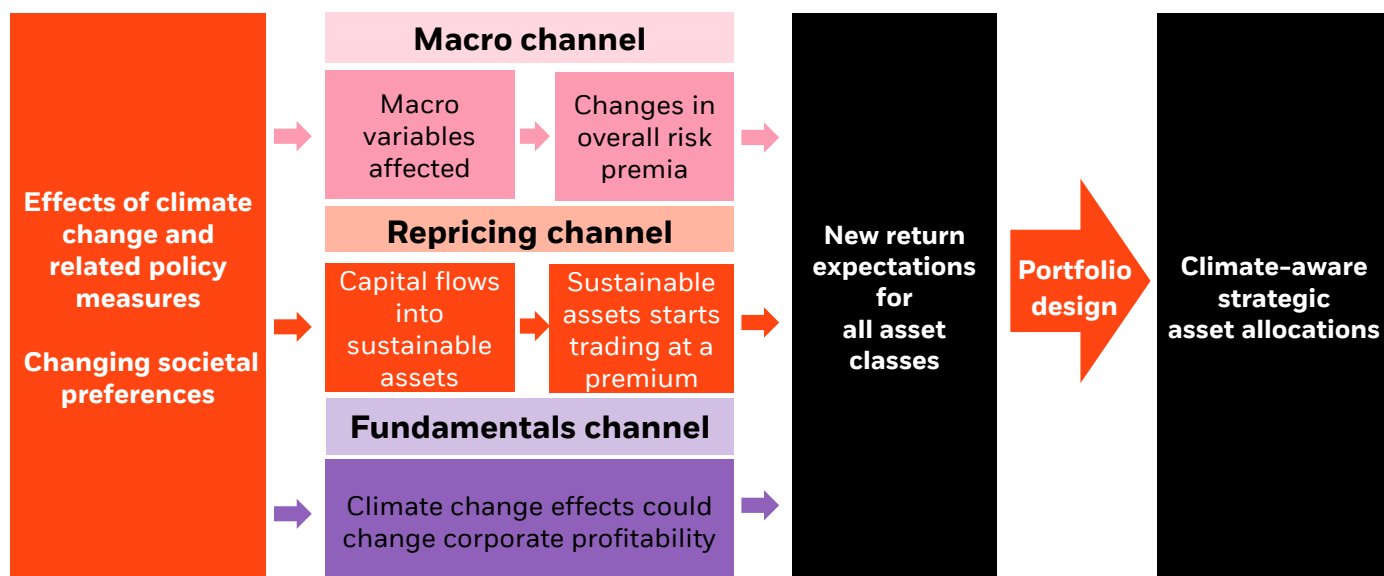 Effects of climate
change and
related policy
measures
Changing societal
preferences
Macro channel
Macro
variables
affected
Changes in
overall risk
premia
Repricing channel
Capital flows
into
sustainable
assets
Sustainable
assets starts
trading at a
premium
Fundamentals channel
Climate change effects could
change corporate profitability
New return
expectations
for
all asset
classes
Portfolio
design
Climate-aware
strategic
asset allocations